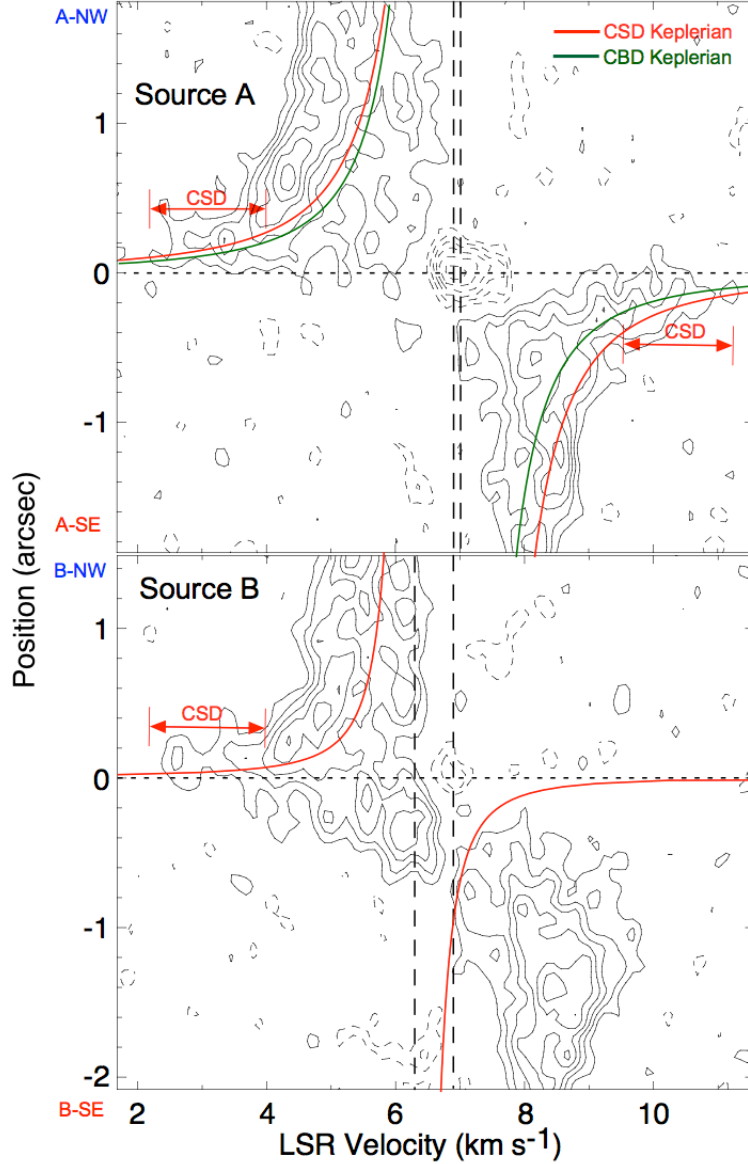 A-NW
CSD Keplerian
CBD Keplerian
Source A
1
CSD
0
CSD
-1
A-SE
Position (arcsec)
B-NW
Source B
1
CSD
0
-1
-2
B-SE
2 4 6 8 10
LSR Velocity (km s⁻¹)